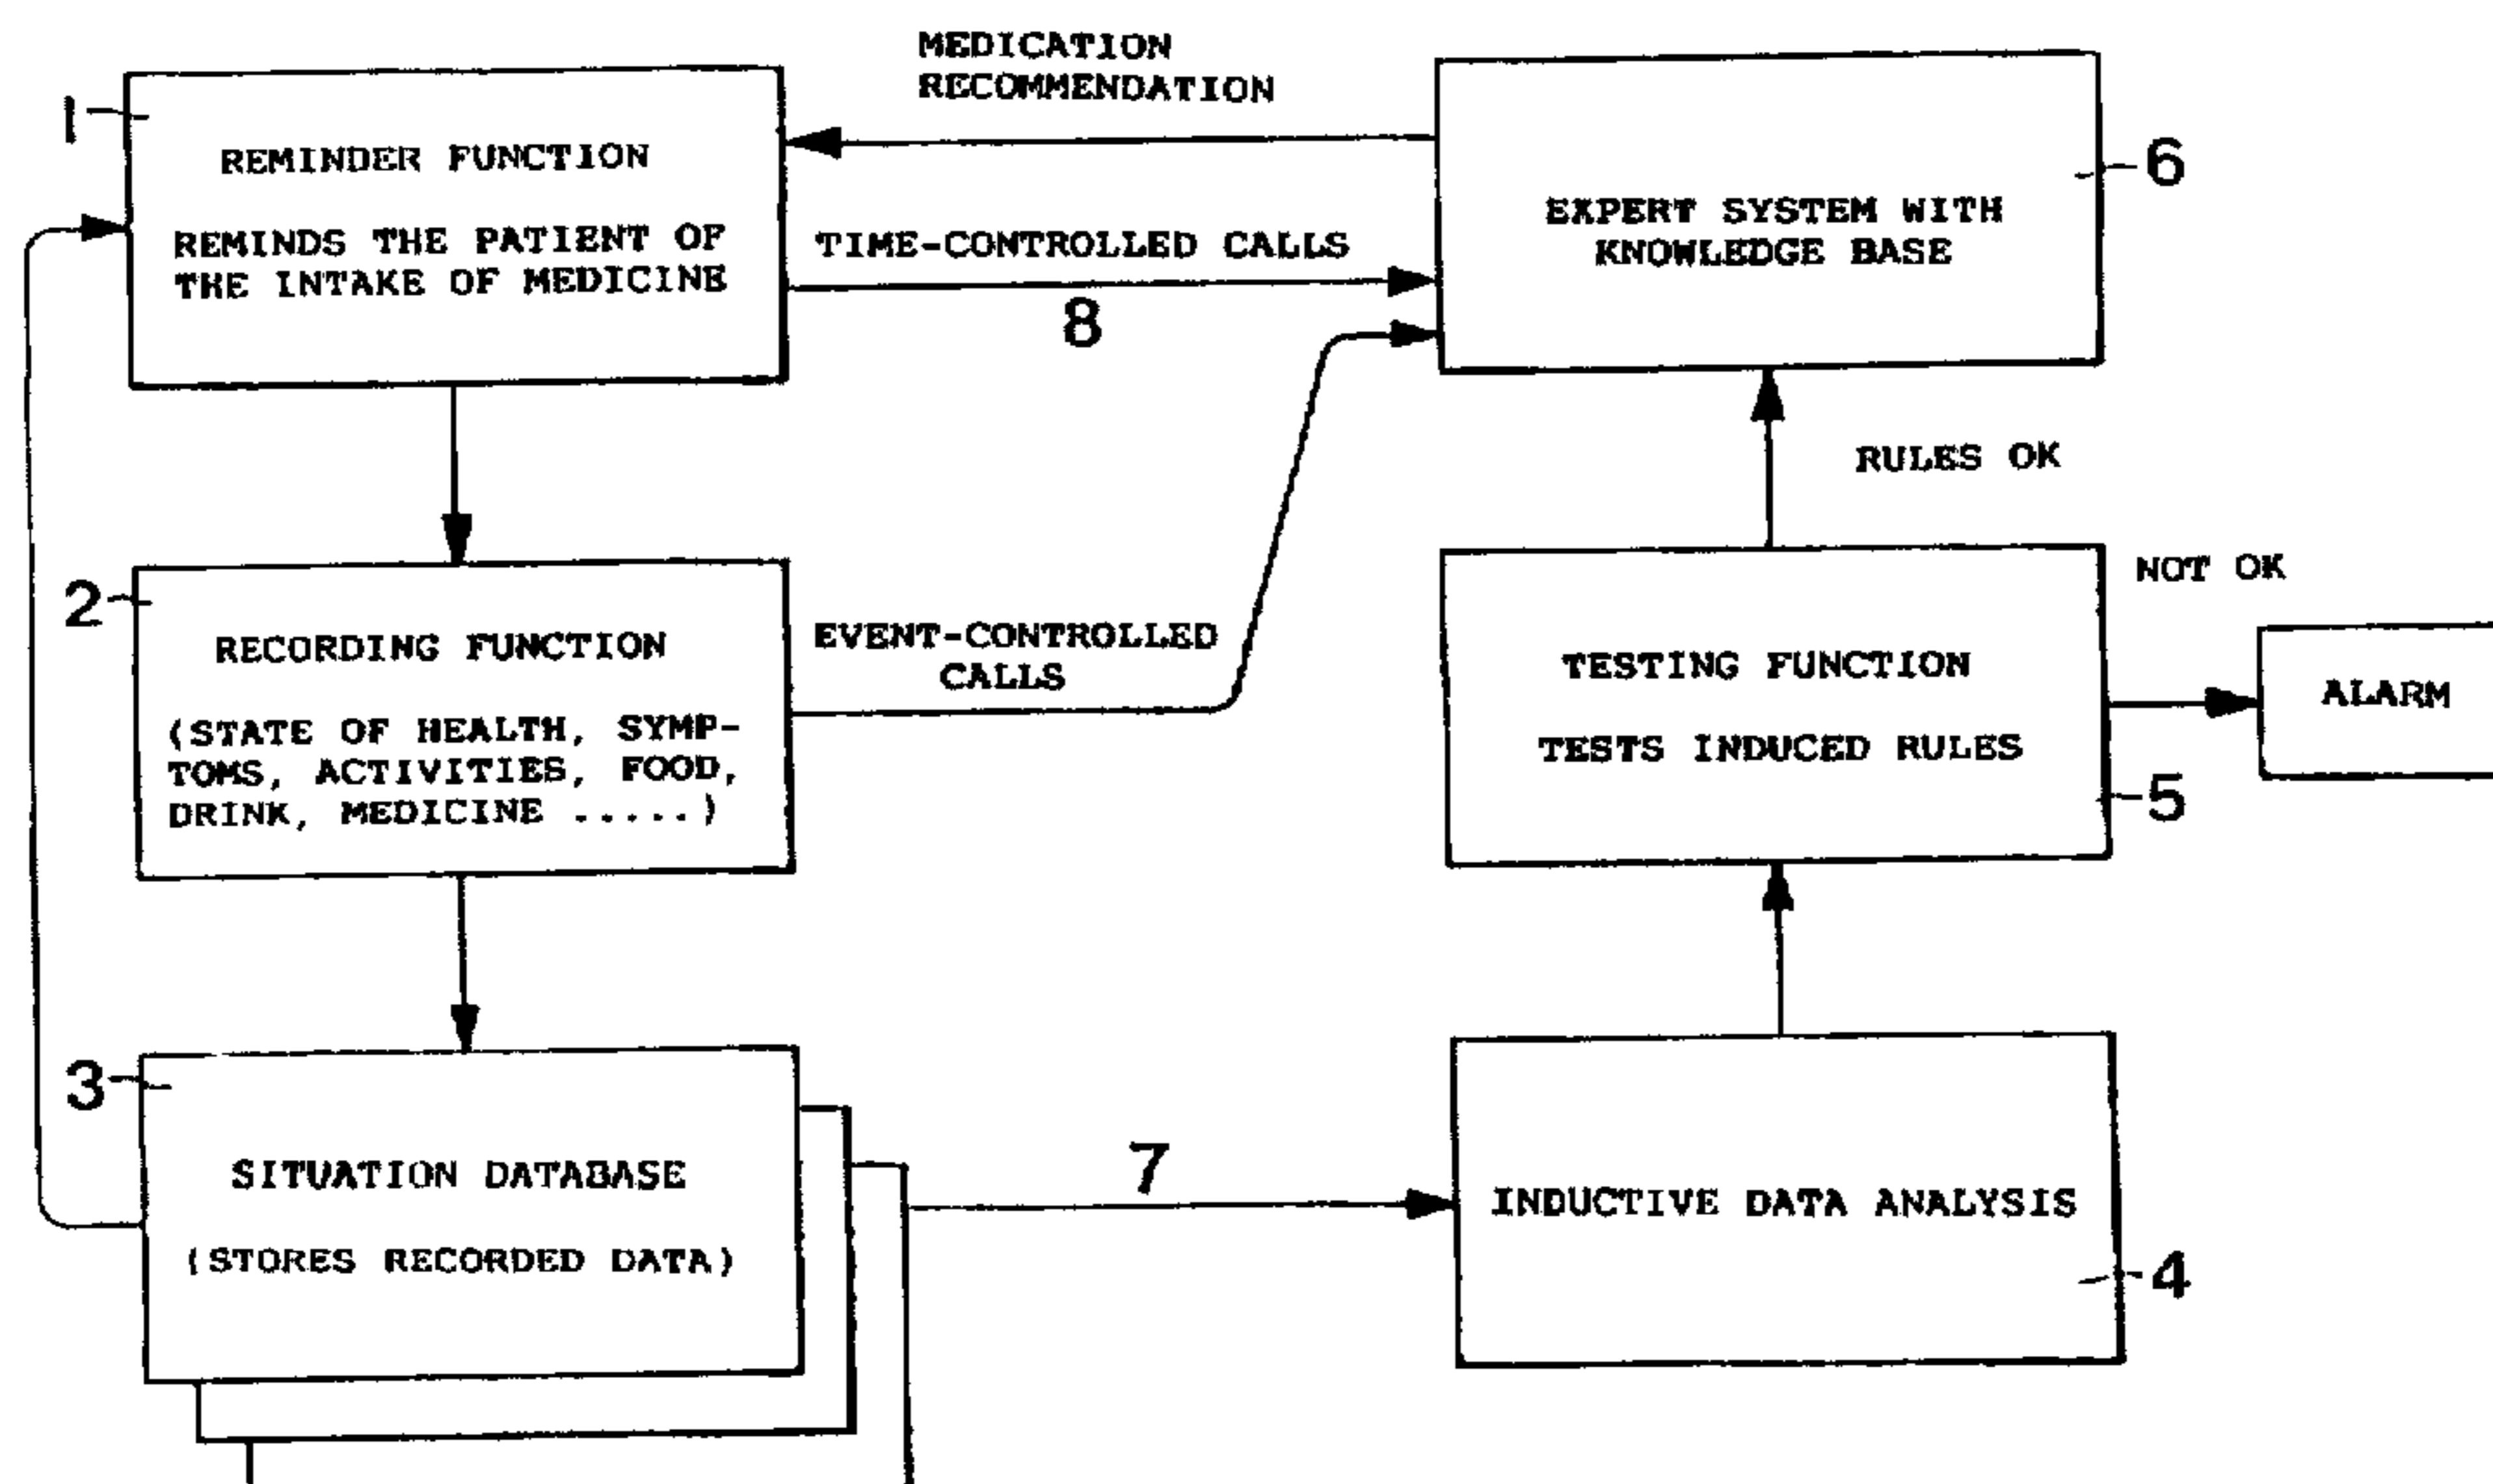 MEDICATION
RECOMMENDATION
1
REMINDER FUNCTION
REMINDS THE PATIENT OF
THE INTAKE OF MEDICINE
TIME-CONTROLLED CALLS
8
6
EXPERT SYSTEM WITH
KNOWLEDGE BASE
RULES OK
2
RECORDING FUNCTION
(STATE OF HEALTH, SYMP-
TOMS, ACTIVITIES, FOOD,
DRINK, MEDICINE .....)
EVENT-CONTROLLED
CALLS
TESTING FUNCTION
TESTS INDUCED RULES
5
NOT OK
ALARM
3
SITUATION DATABASE
(STORES RECORDED DATA)
7
INDUCTIVE DATA ANALYSIS
4